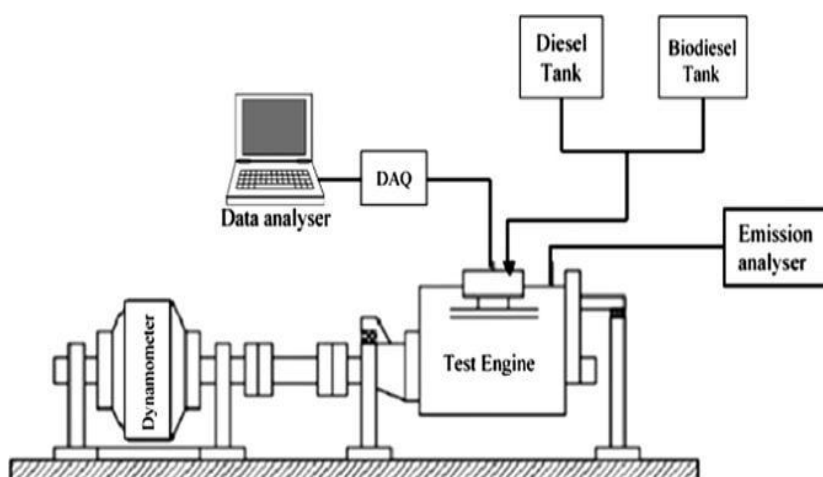 Diesel
Tank
Biodiesel
Tank
DAQ
Data analyser
Emission
analyser
Test Engine
Dynamometer